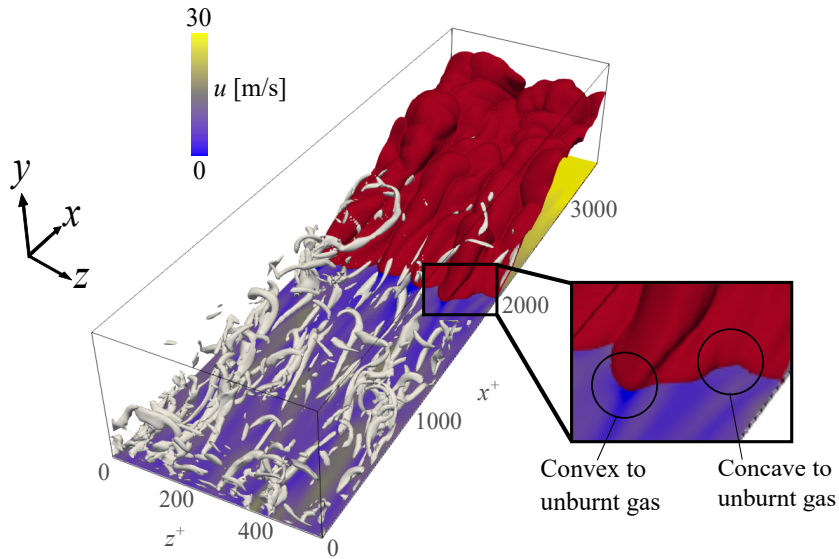 30
u [m/s]
0
y
x
z
3000
2000
x⁺
1000
0
0
200
400
z⁺
Convex to
unburnt gas
Concave to
unburnt gas